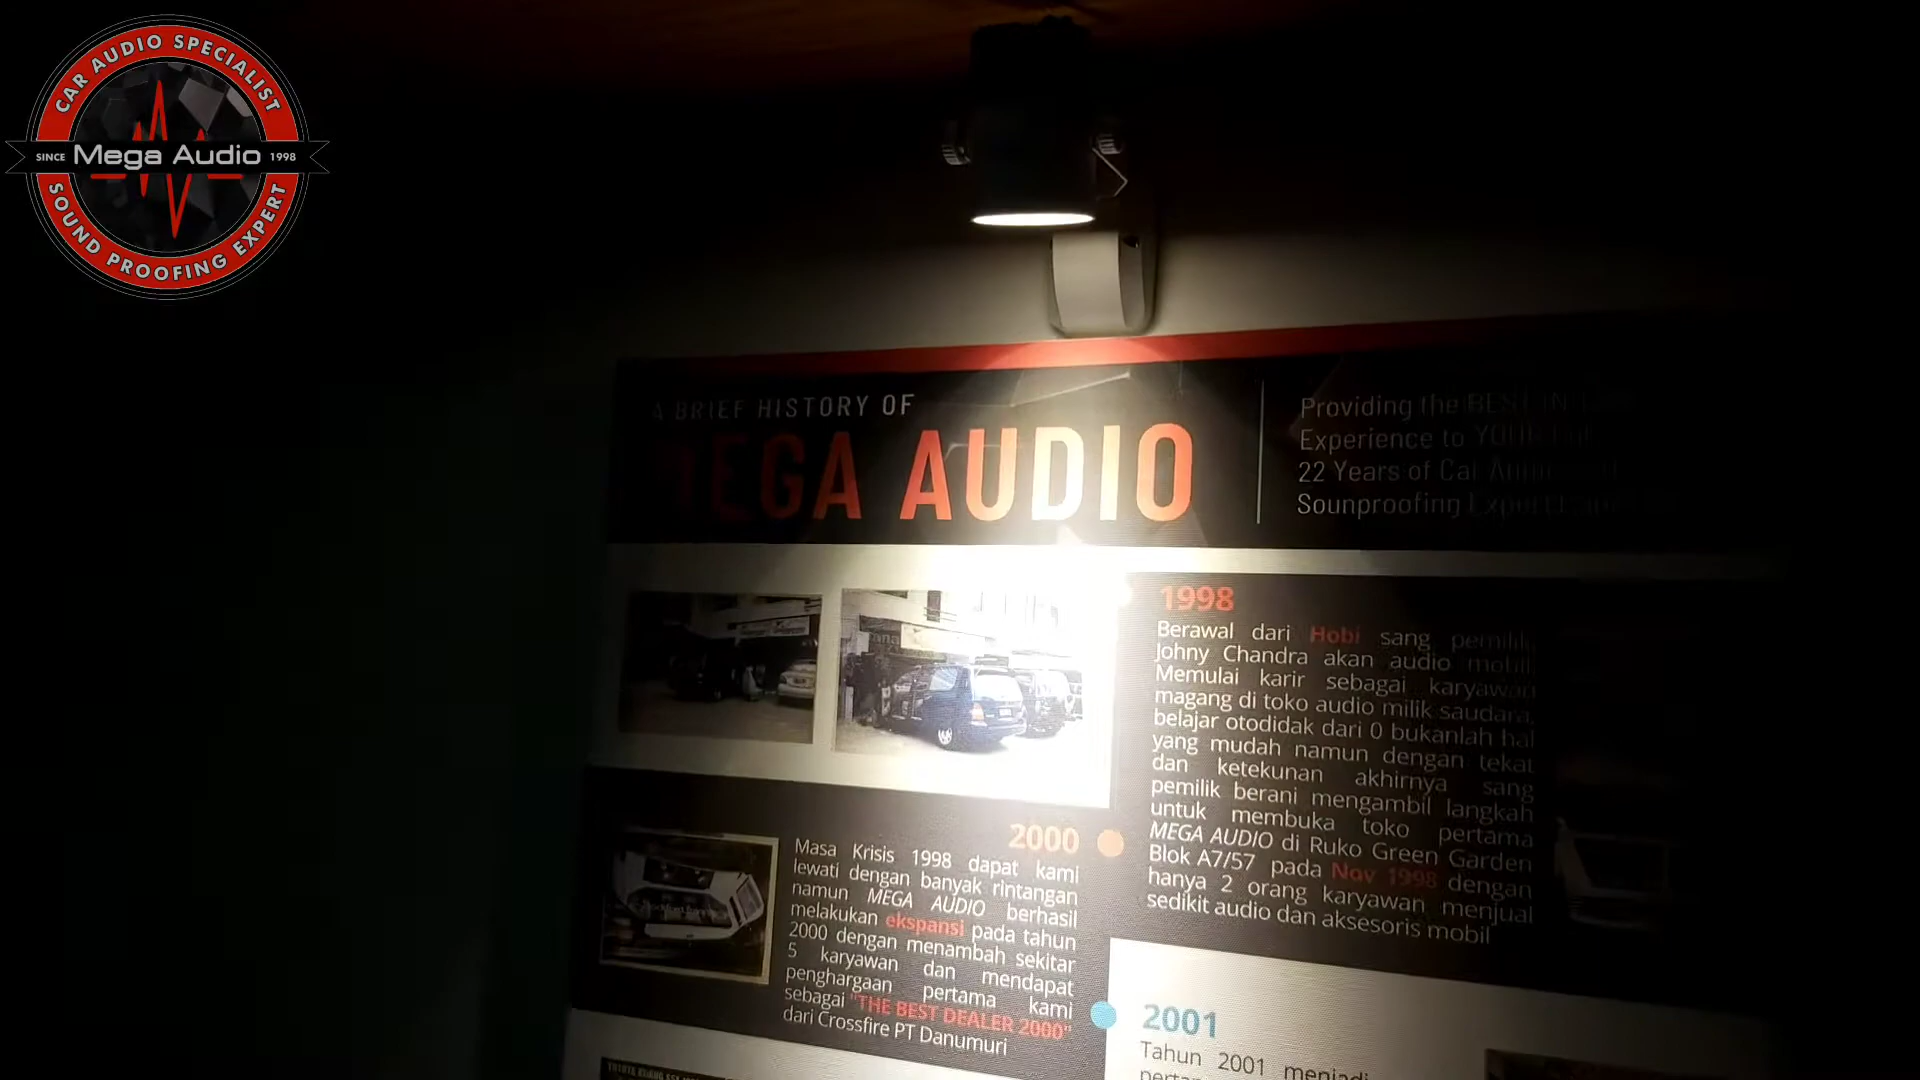 CAR AUDIO SPECIALIST
SINCE Mega Audio 1998
SOUND PROOFING EXPERT
A BRIEF HISTORY OF
MEGA AUDIO
Providing the BEST IN
Experience to YOUR
22 Years of Car
Sounproofing
1998
Berawal dari Hobi sang pemilik
Johny Chandra akan audio mobil.
Memulai karir sebagai karyawan
magang di toko audio milik saudara,
belajar otodidak dari 0 bukanlah hal
yang mudah namun dengan tekat
dan ketekunan akhirnya sang
pemilik berani mengambil langkah
untuk membuka toko pertama
MEGA AUDIO di Ruko Green Garden
Blok A7/57 pada Nov 1998 dengan
hanya 2 orang karyawan menjual
sedikit audio dan aksesoris mobil
2000
Masa Krisis 1998 dapat kami
lewati dengan banyak rintangan
namun MEGA AUDIO berhasil
melakukan ekspansi pada tahun
2000 dengan menambah sekitar
5 karyawan dan mendapat
penghargaan pertama kami
sebagai "THE BEST DEALER 2000"
dari Crossfire PT Danumuri
2001
Tahun 2001 menjadi